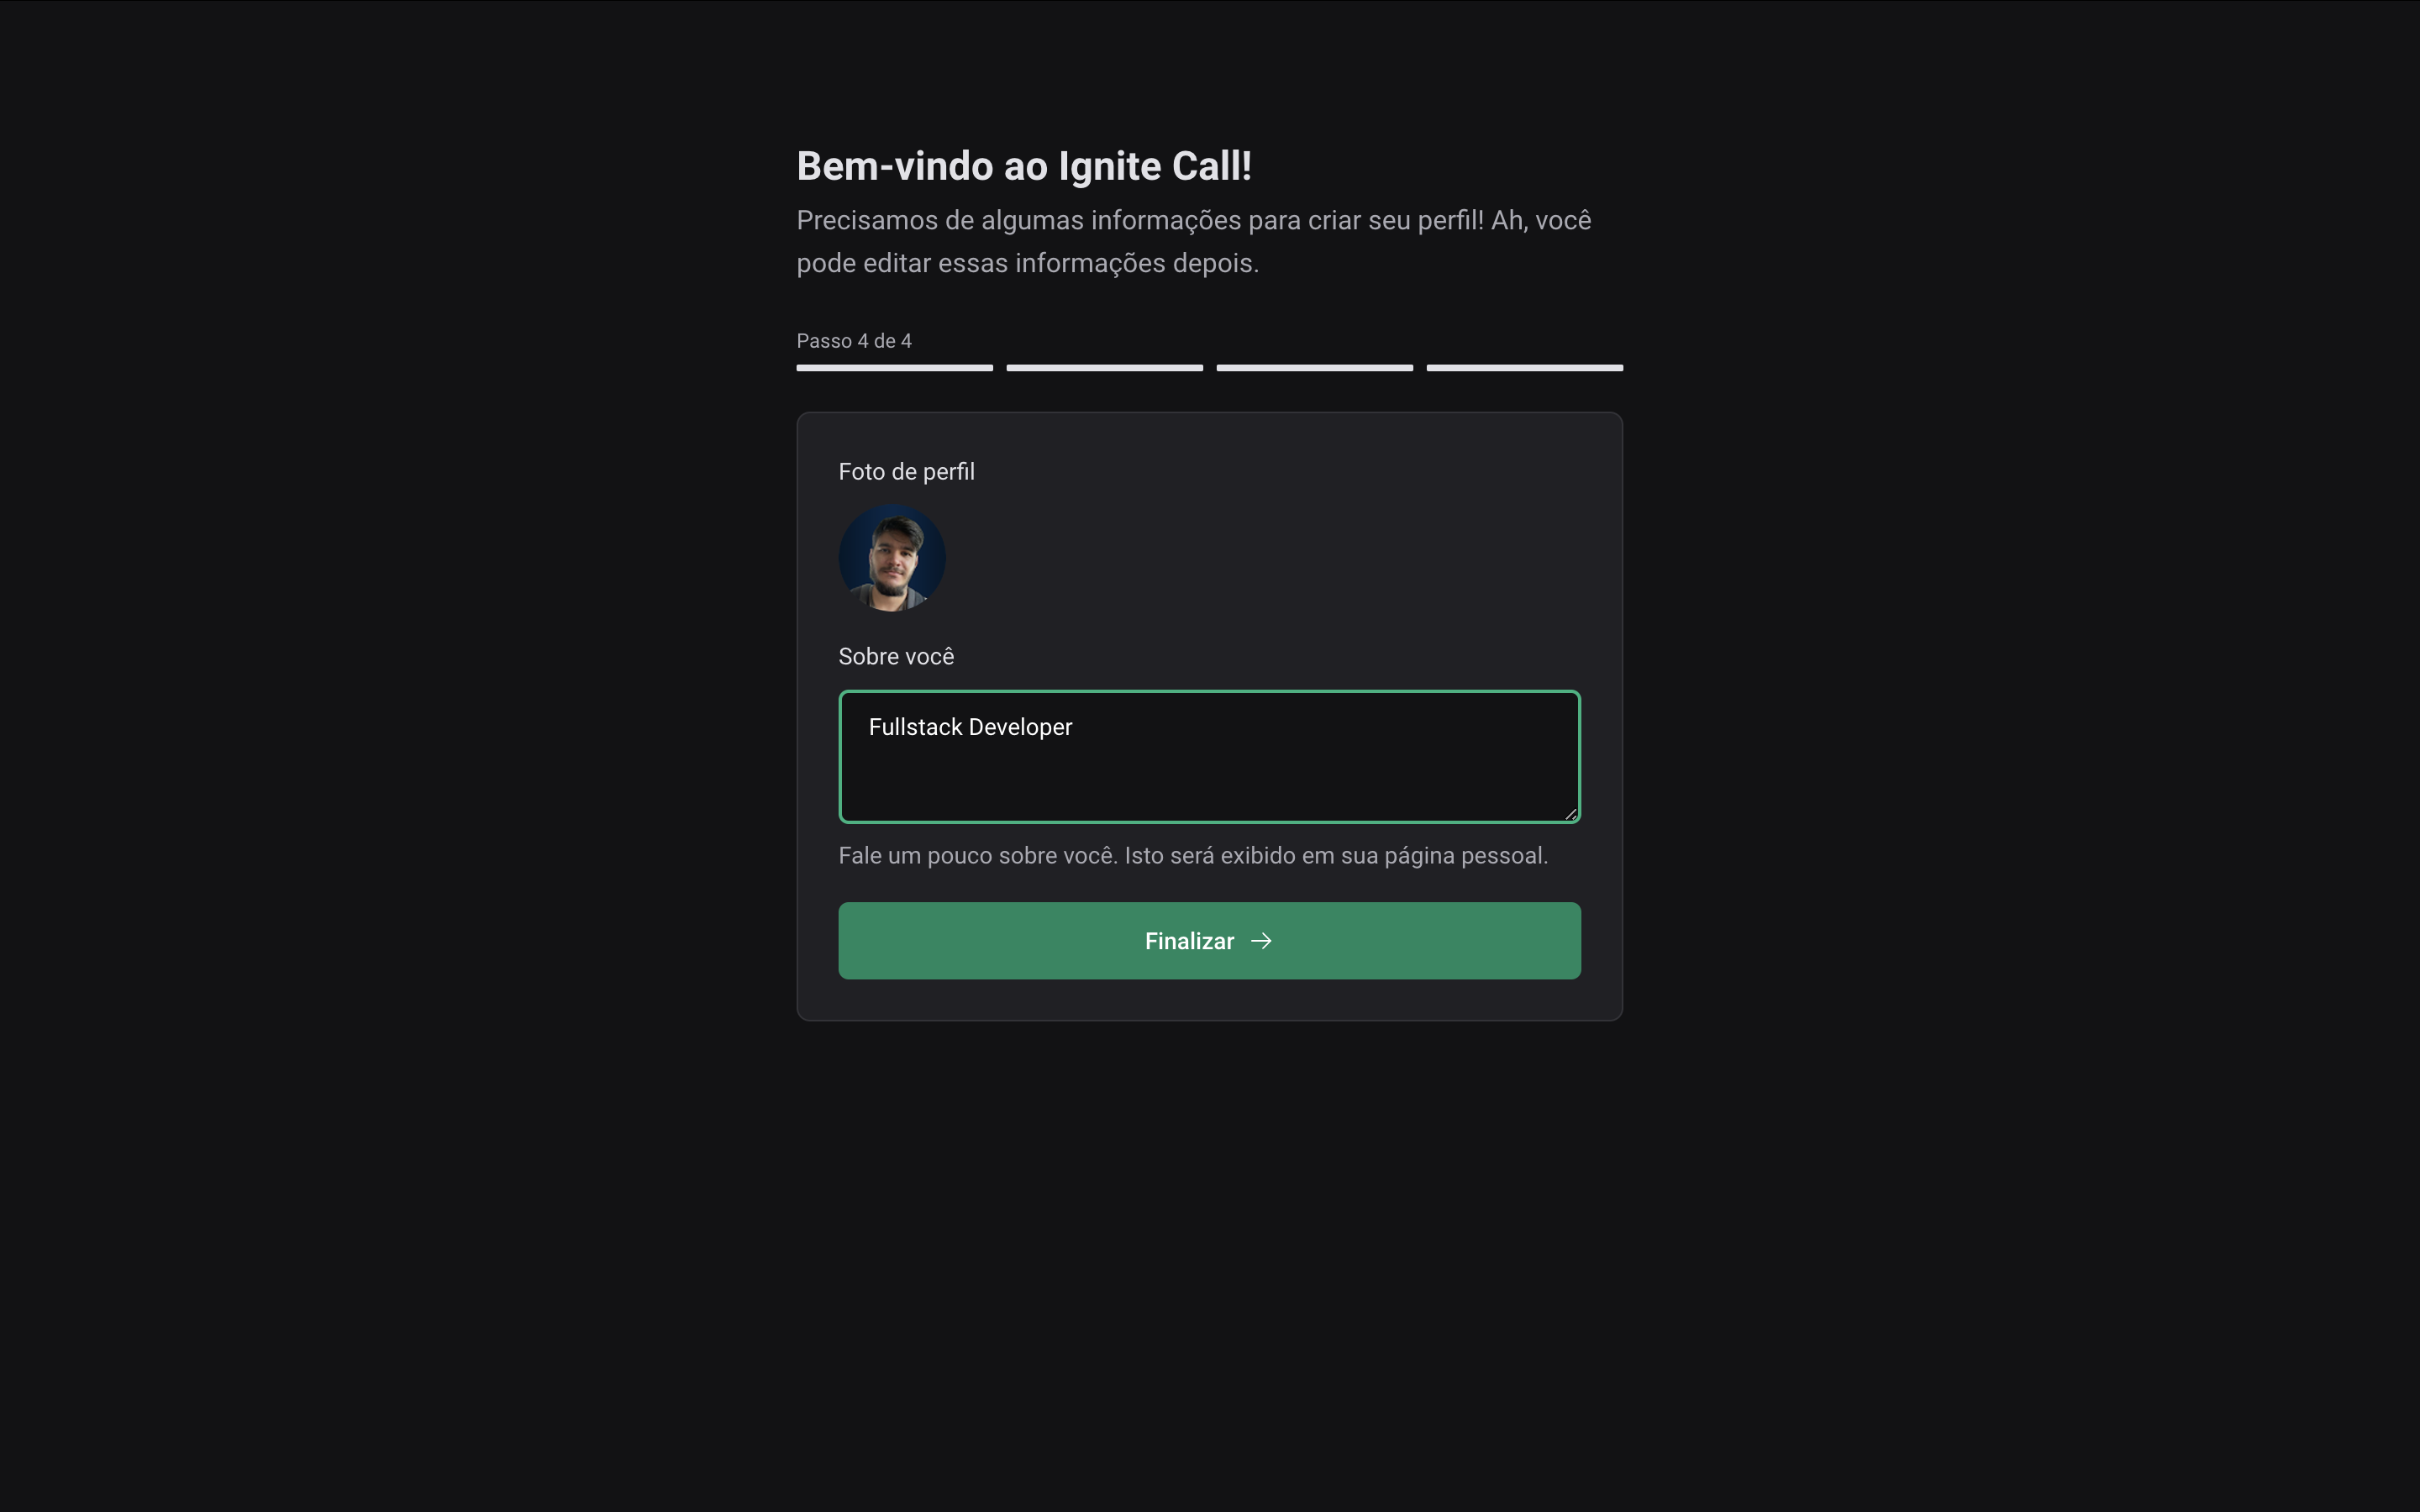 Bem-vindo ao Ignite Call!
Precisamos de algumas informações para criar seu perfil! Ah, você
pode editar essas informações depois.
Passo 4 de 4
Foto de perfil
Sobre você
Fullstack Developer
Fale um pouco sobre você. Isto será exibido em sua página pessoal.
Finalizar →